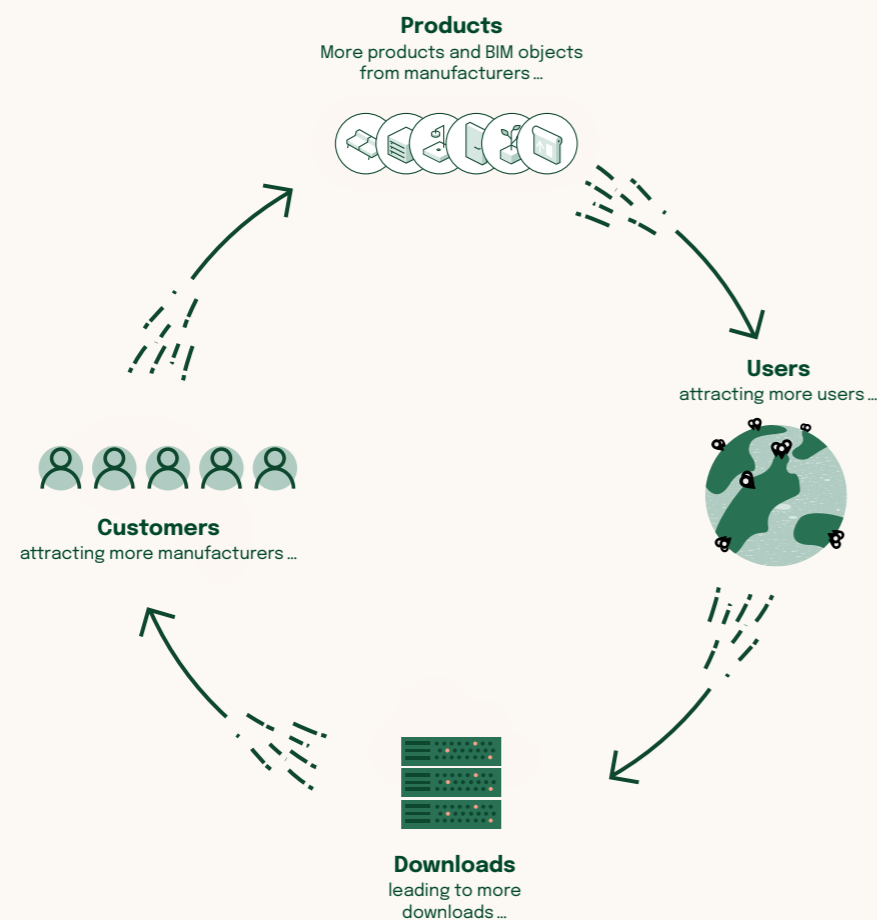 Products
More products and BIM objects
from manufacturers ...
Users
attracting more users ...
Customers
attracting more manufacturers ...
Downloads
leading to more
downloads ...